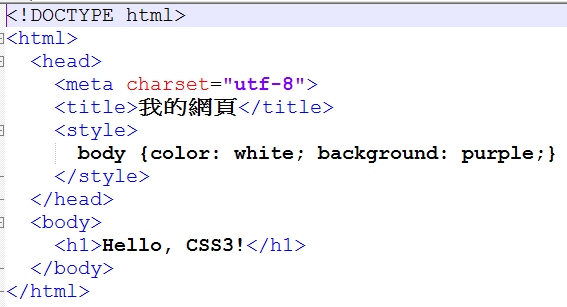 <!DOCTYPE html>
<html>
<head>
<meta charset="utf-8">
<title>我的網頁</title>
<style>
body {color: white; background: purple;}
</style>
</head>
<body>
<h1>Hello, CSS3!</h1>
</body>
</html>